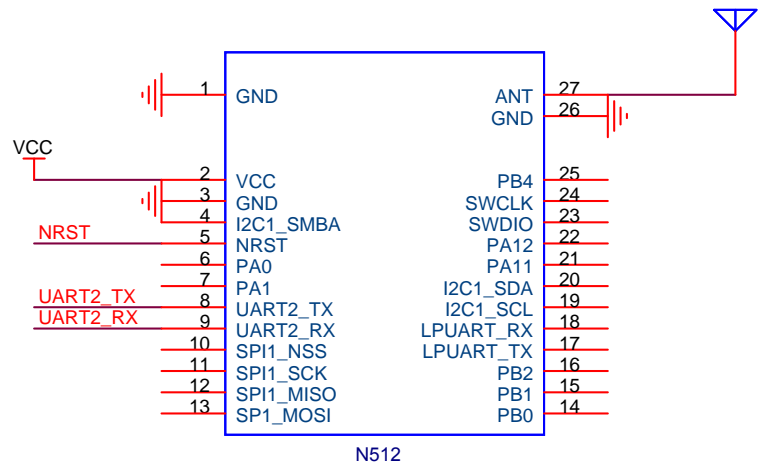 1 GND ANT 27
GND 26
VCC
2 VCC PB4 25
3 GND SWCLK 24
4 I2C1_SMBA SWDIO 23
NRST 5 NRST PA12 22
6 PA0 PA11 21
7 PA1 I2C1_SDA 20
UART2_TX 8 UART2_TX I2C1_SCL 19
UART2_RX 9 UART2_RX LPUART_RX 18
10 SPI1_NSS LPUART_TX 17
11 SPI1_SCK PB2 16
12 SPI1_MISO PB1 15
13 SP1_MOSI PB0 14
N512